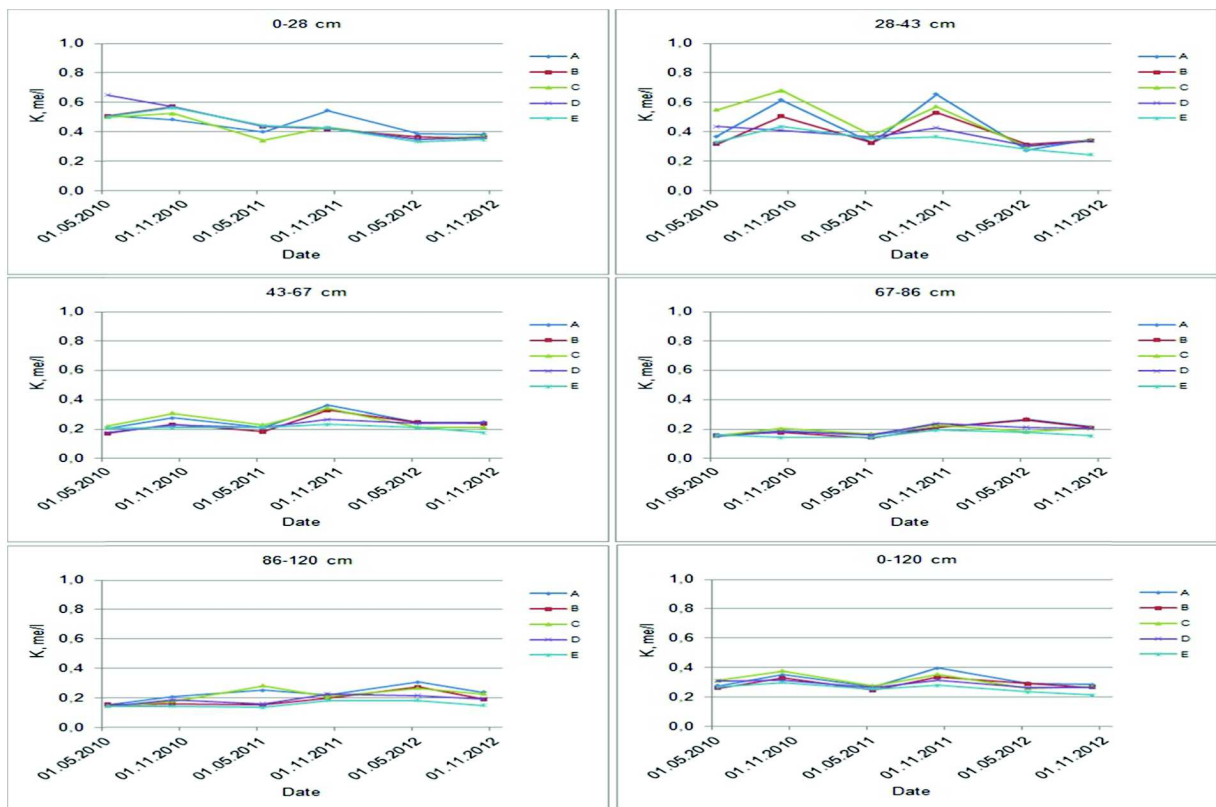 0-28 cm
1,0
0,8
0,6
0,4
0,2
0,0
K, me/l
01.05.2010
01.11.2010
01.05.2011
01.11.2011
01.05.2012
01.11.2012
Date
A
B
C
D
E
28-43 cm
1,0
0,8
0,6
0,4
0,2
0,0
K, me/l
01.05.2010
01.11.2010
01.05.2011
01.11.2011
01.05.2012
01.11.2012
Date
A
B
C
D
E
43-67 cm
1,0
0,8
0,6
0,4
0,2
0,0
K, me/l
01.05.2010
01.11.2010
01.05.2011
01.11.2011
01.05.2012
01.11.2012
Date
A
B
C
D
E
67-86 cm
1,0
0,8
0,6
0,4
0,2
0,0
K, me/l
01.05.2010
01.11.2010
01.05.2011
01.11.2011
01.05.2012
01.11.2012
Date
A
B
C
D
E
86-120 cm
1,0
0,8
0,6
0,4
0,2
0,0
K, me/l
01.05.2010
01.11.2010
01.05.2011
01.11.2011
01.05.2012
01.11.2012
Date
A
B
C
D
E
0-120 cm
1,0
0,8
0,6
0,4
0,2
0,0
K, me/l
01.05.2010
01.11.2010
01.05.2011
01.11.2011
01.05.2012
01.11.2012
Date
A
B
C
D
E